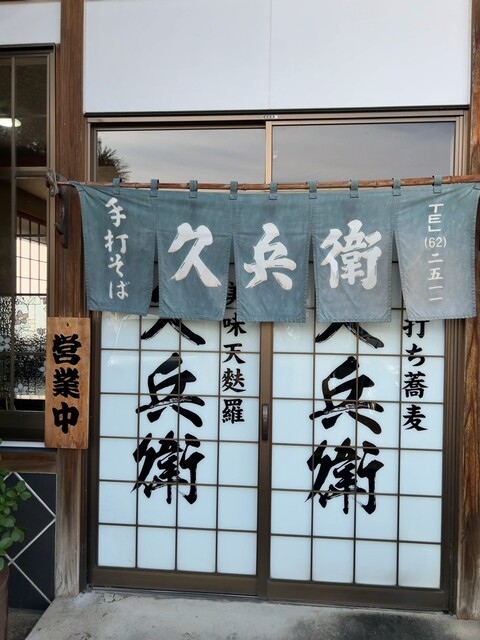 手打そば
久兵衛
TEL(62)二五一一
営業中
美味天麩羅
久兵衛
打ち蕎麦
久兵衛